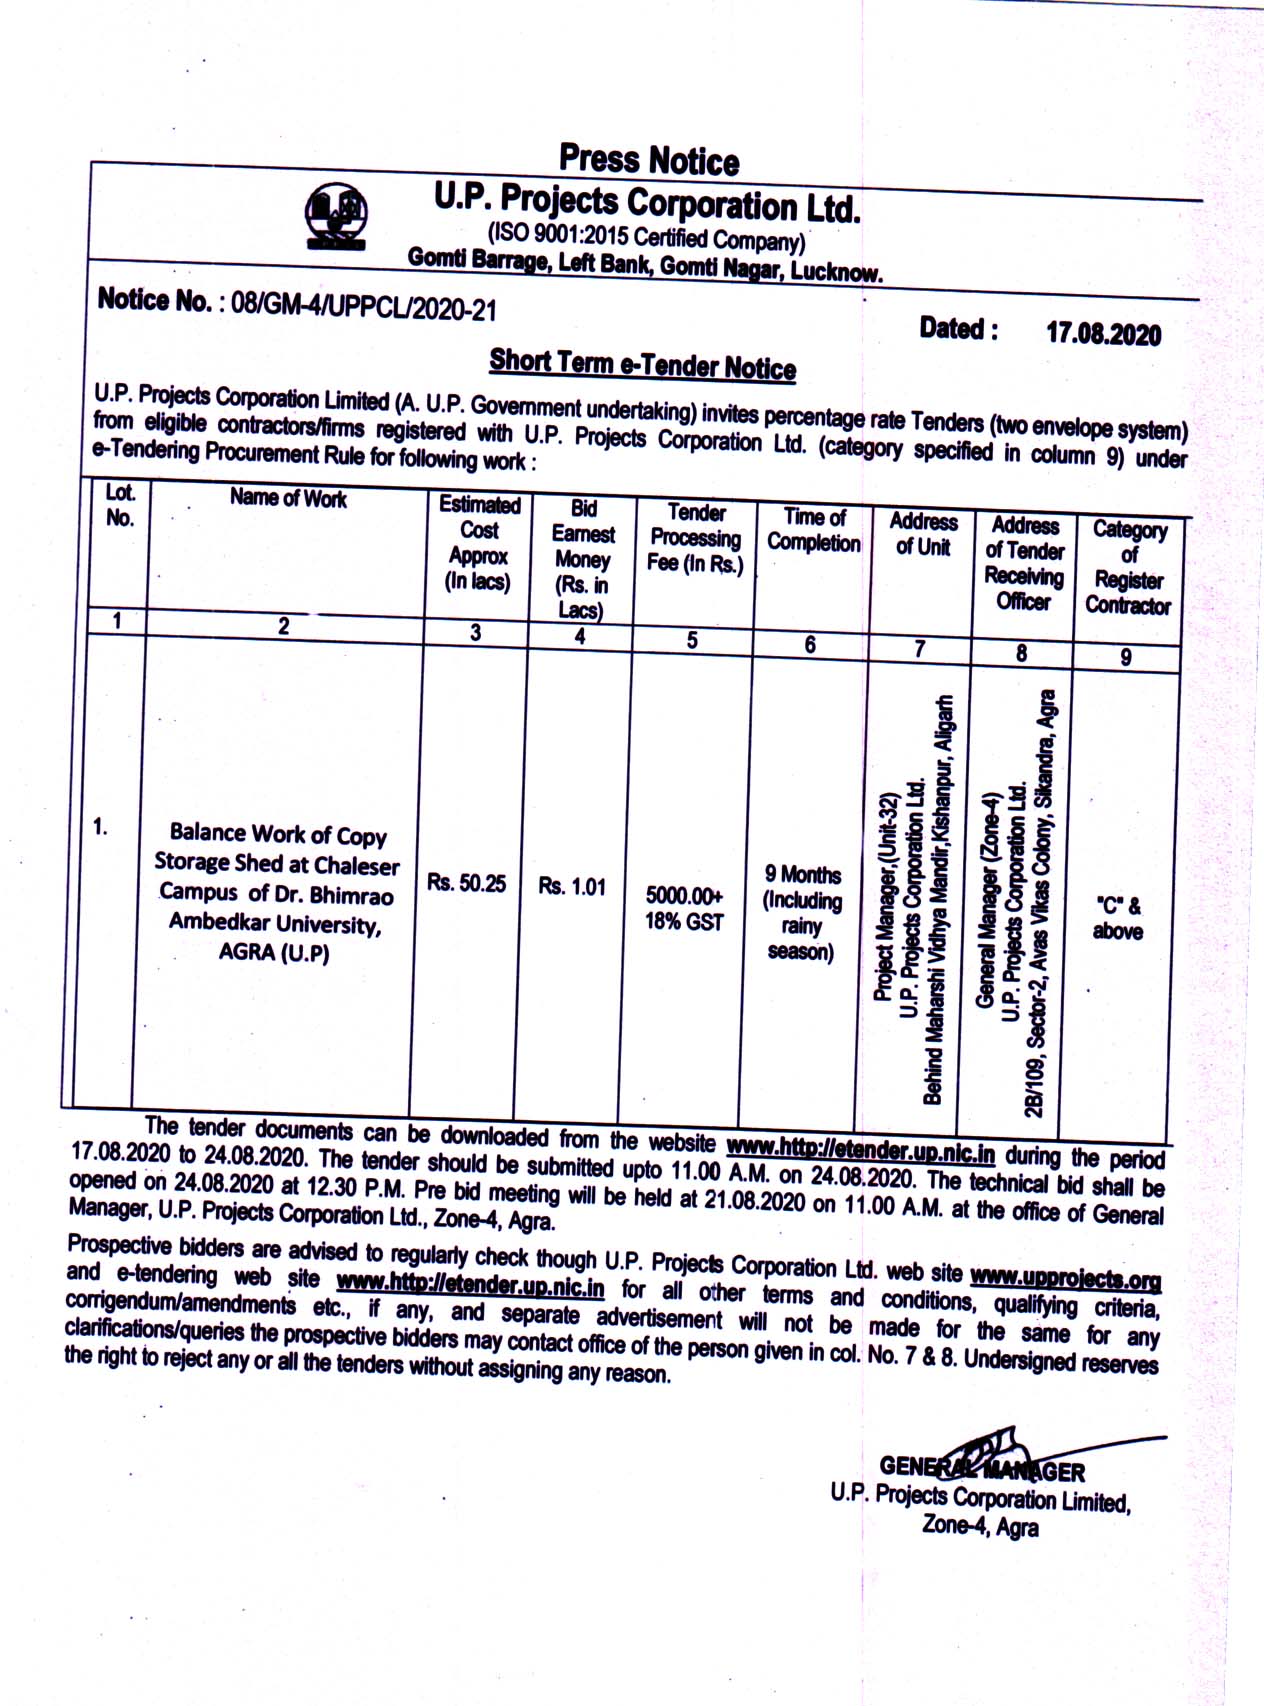 Press Notice
U.P. Projects Corporation Ltd.
(ISO 9001:2015 Certified Company)
Gomti Barrage, Left Bank, Gomti Nagar, Lucknow.
Notice No. : 08/GM-4/UPPCL/2020-21
Dated : 17.08.2020
Short Term e-Tender Notice
U.P. Projects Corporation Limited (A. U.P. Government undertaking) invites percentage rate Tenders (two envelope system)
from eligible contractors/firms registered with U.P. Projects Corporation Ltd. (category specified in column 9) under
e-Tendering Procurement Rule for following work :
Lot.
No.
Name of Work
Estimated
Cost
Approx
(In lacs)
Bid
Earnest
Money
(Rs. in
Lacs)
Tender
Processing
Fee (In Rs.)
Time of
Completion
Address
of Unit
Address
of Tender
Receiving
Officer
Category
of
Register
Contractor
1 2 3 4 5 6 7 8 9
1.
Balance Work of Copy
Storage Shed at Chaleser
Campus of Dr. Bhimrao
Ambedkar University,
AGRA (U.P)
Rs. 50.25
Rs. 1.01
5000.00+
18% GST
9 Months
(Including
rainy
season)
Project Manager,(Unit-32)
U.P. Projects Corporation Ltd.
Behind Maharshi Vidhya Mandir,Kishanpur, Aligarh
General Manager (Zone-4)
U.P. Projects Corporation Ltd.
2B/109, Sector-2, Avas Vikas Colony, Sikandra, Agra
"C" &
above
The tender documents can be downloaded from the website www.http://etender.up.nic.in during the period
17.08.2020 to 24.08.2020. The tender should be submitted upto 11.00 A.M. on 24.08.2020. The technical bid shall be
opened on 24.08.2020 at 12.30 P.M. Pre bid meeting will be held at 21.08.2020 on 11.00 A.M. at the office of General
Manager, U.P. Projects Corporation Ltd., Zone-4, Agra.
Prospective bidders are advised to regularly check though U.P. Projects Corporation Ltd. web site www.upprojects.org
and e-tendering web site www.http://etender.up.nic.in for all other terms and conditions, qualifying criteria,
corrigendum/amendments etc., if any, and separate advertisement will not be made for the same for any
clarifications/queries the prospective bidders may contact office of the person given in col. No. 7 & 8. Undersigned reserves
the right to reject any or all the tenders without assigning any reason.
GENERAL MANAGER
U.P. Projects Corporation Limited,
Zone-4, Agra